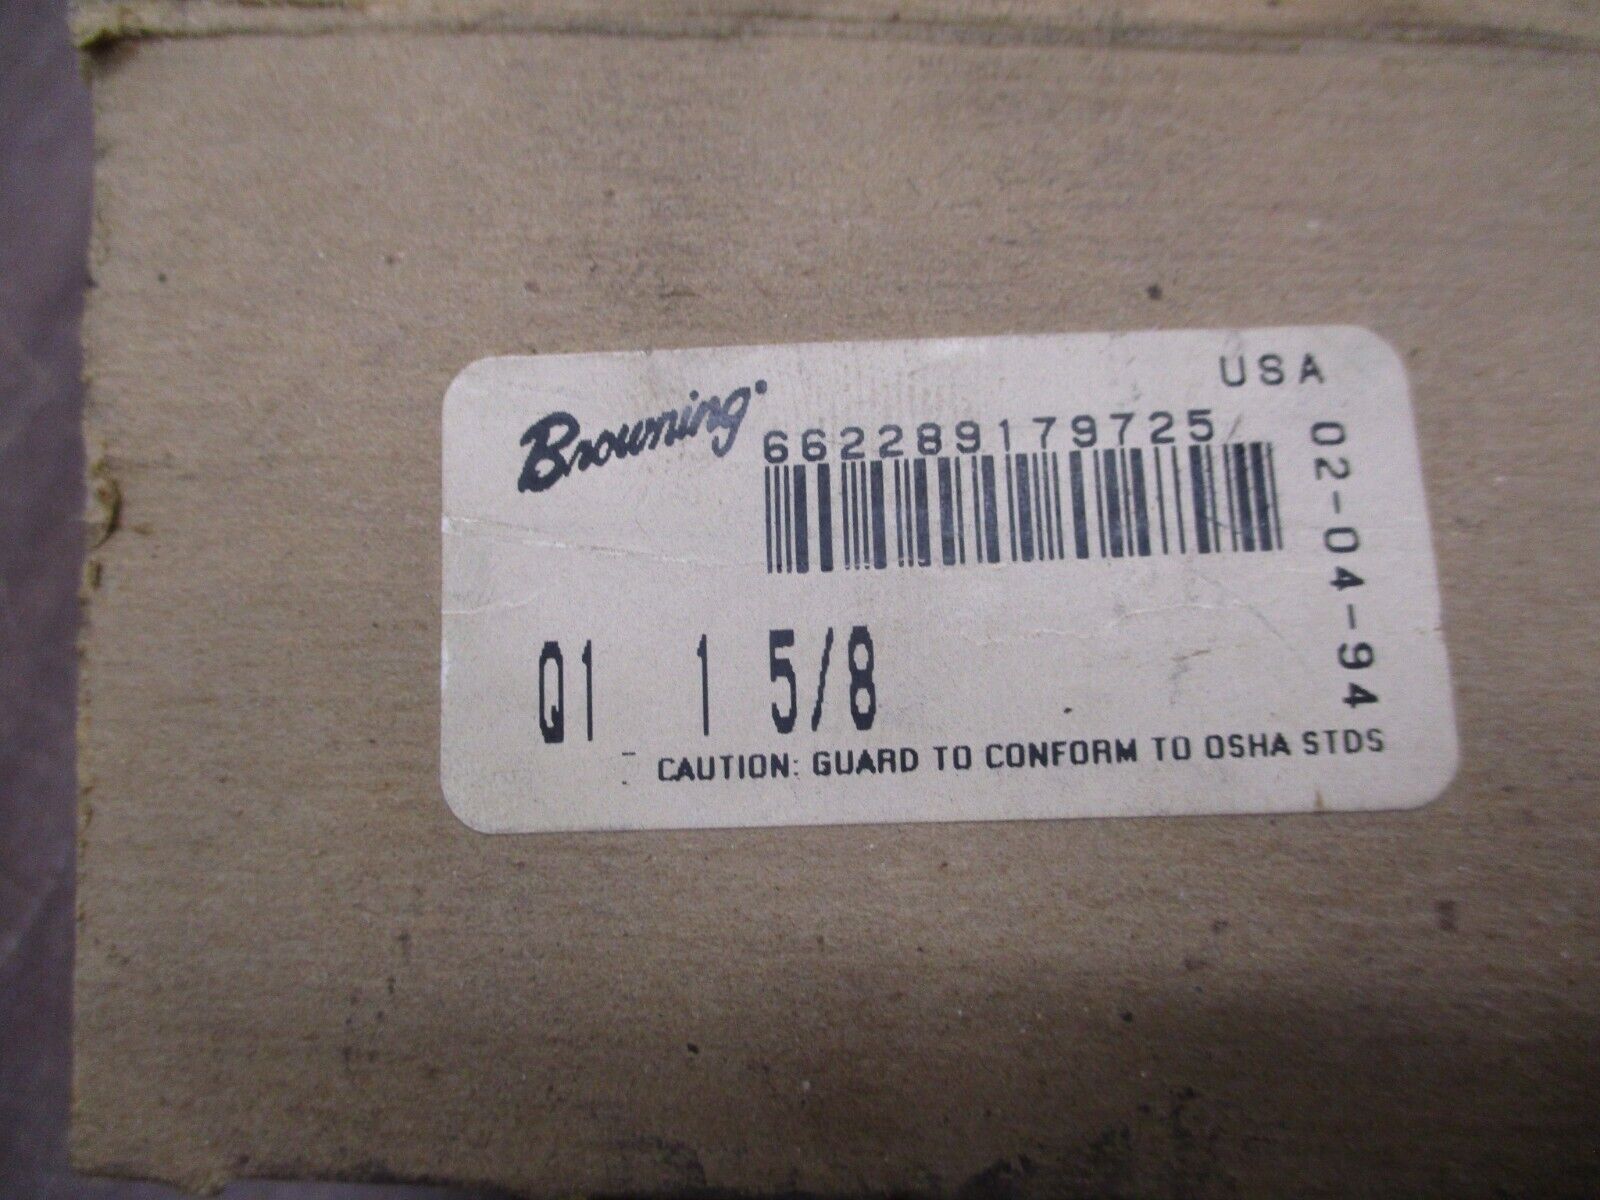 Browning
USA
662289179725
02-04-94
Q1 1 5/8
CAUTION: GUARD TO CONFORM TO OSHA STDS